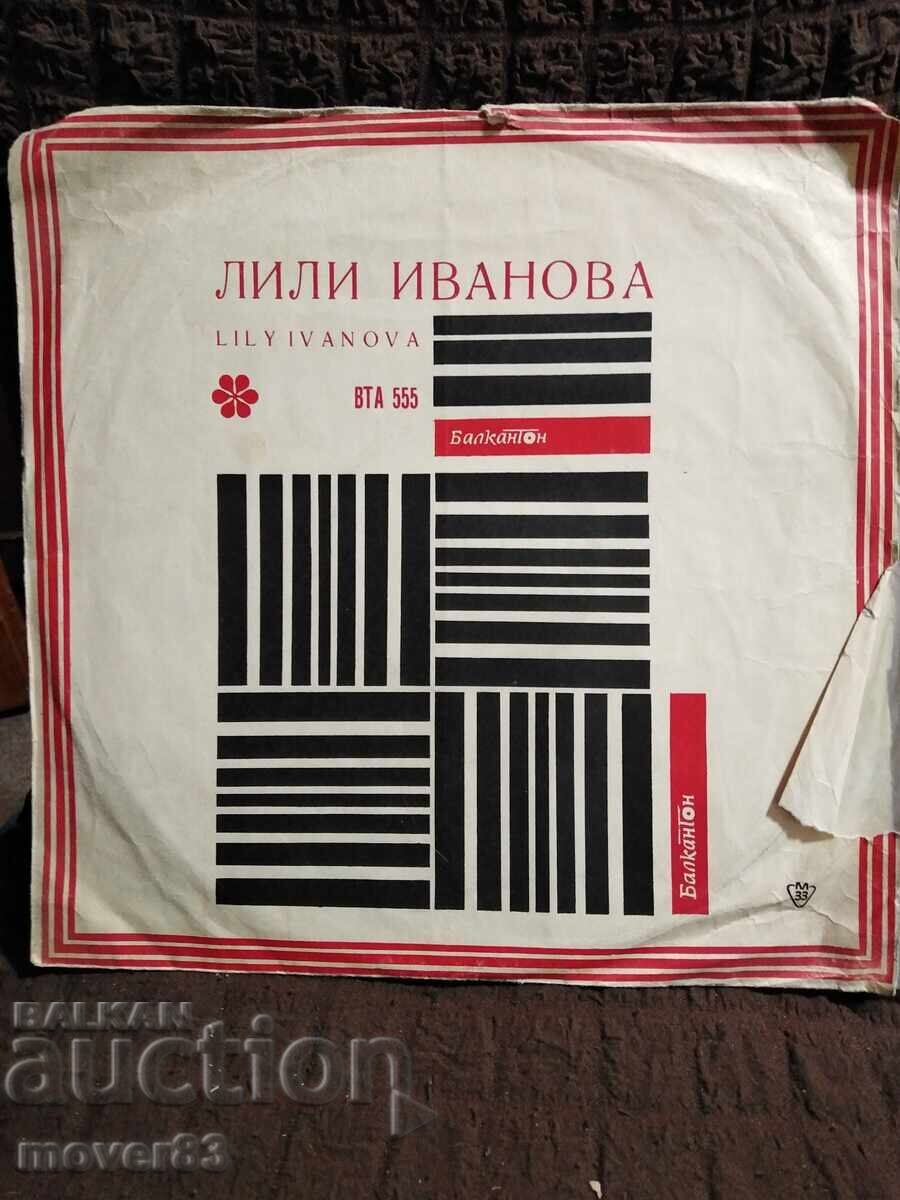 ЛИЛИ ИВАНОВА
LILY IVANOVA
ВТА 555
Балкантон
Балкантон
М
33
BALKAN
auction
mover83